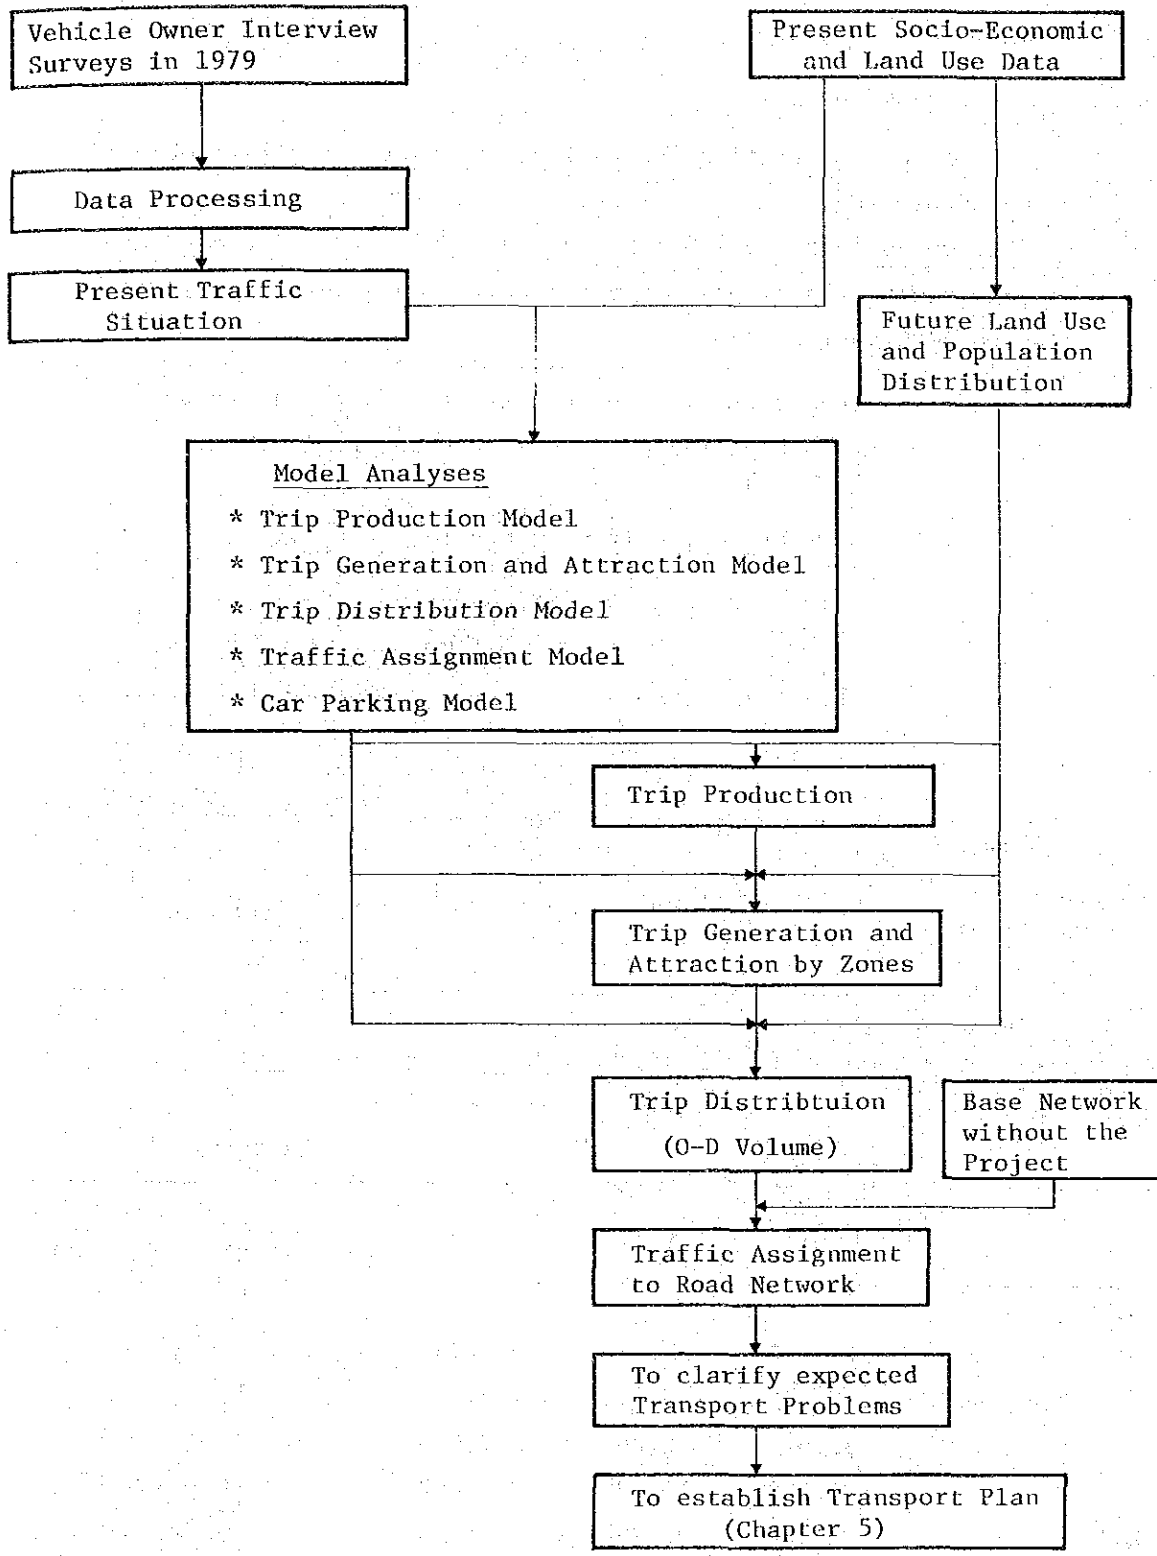 Vehicle Owner Interview
Surveys in 1979
Present Socio-Economic
and Land Use Data
Data Processing
Present Traffic
Situation
Future Land Use
and Population
Distribution
Model Analyses
* Trip Production Model
* Trip Generation and Attraction Model
* Trip Distribution Model
* Traffic Assignment Model
* Car Parking Model
Trip Production
Trip Generation and
Attraction by Zones
Trip Distribtuion
(O-D Volume)
Base Network
without the
Project
Traffic Assignment
to Road Network
To clarify expected
Transport Problems
To establish Transport Plan
(Chapter 5)